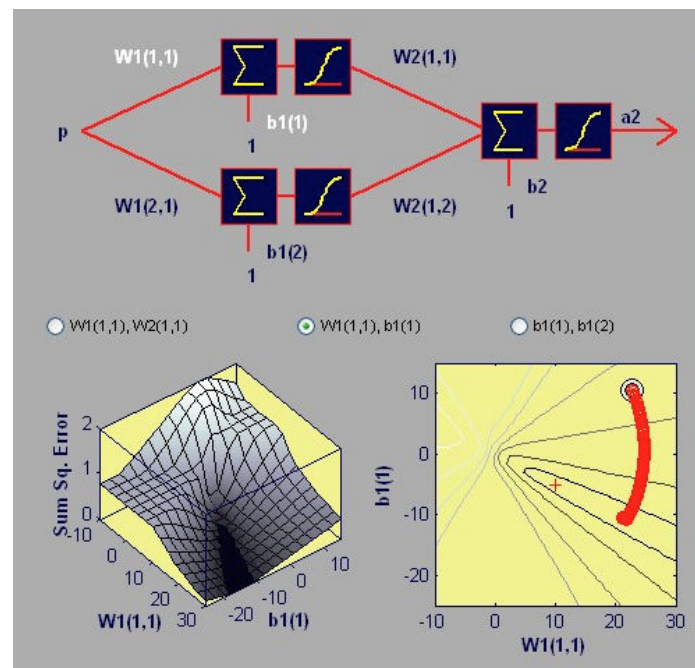 W1(1,1) W2(1,1)
a2
p
b1(1)
1
b2
W1(2,1) W2(1,2)
1
b1(2)
1
W1(1,1), W2(1,1) W1(1,1), b1(1) b1(1), b1(2)
Sum Sq. Error
2
1
0
-10
0
10
20
30
W1(1,1)
-20
-10
0
10
b1(1)
b1(1)
10
0
-10
-20
-10 0 10 20 30
W1(1,1)